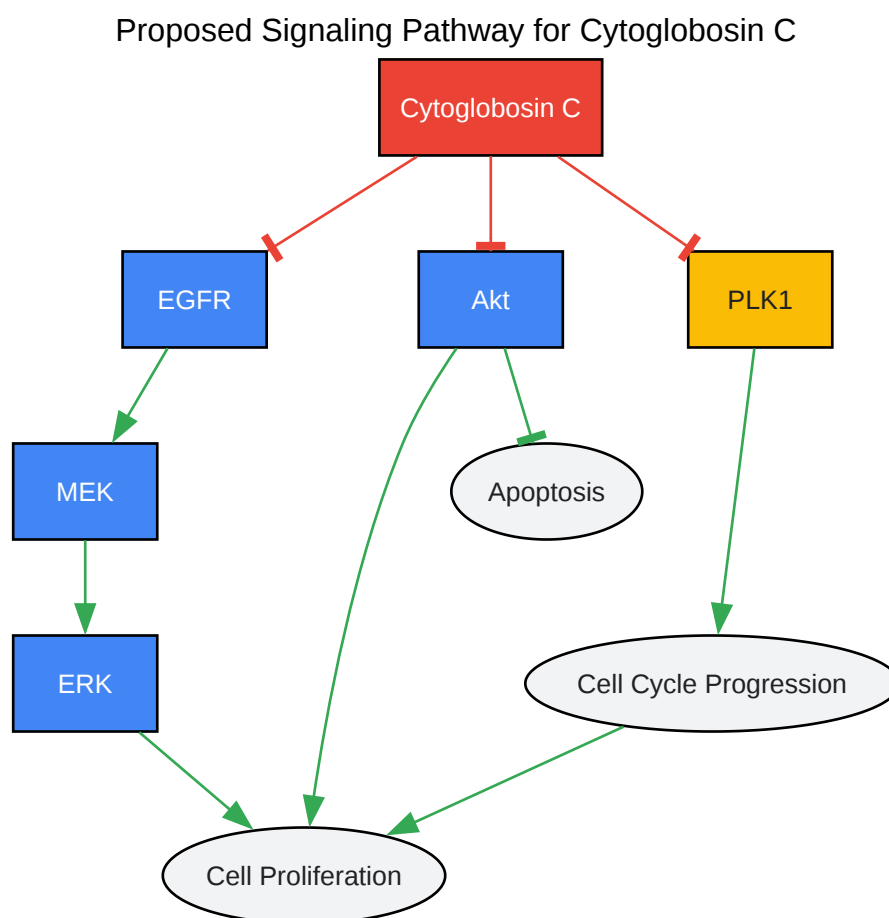 Proposed Signaling Pathway for Cytoglobosin C
Cytoglobosin C
EGFR
Akt
PLK1
MEK
Apoptosis
ERK
Cell Cycle Progression
Cell Proliferation